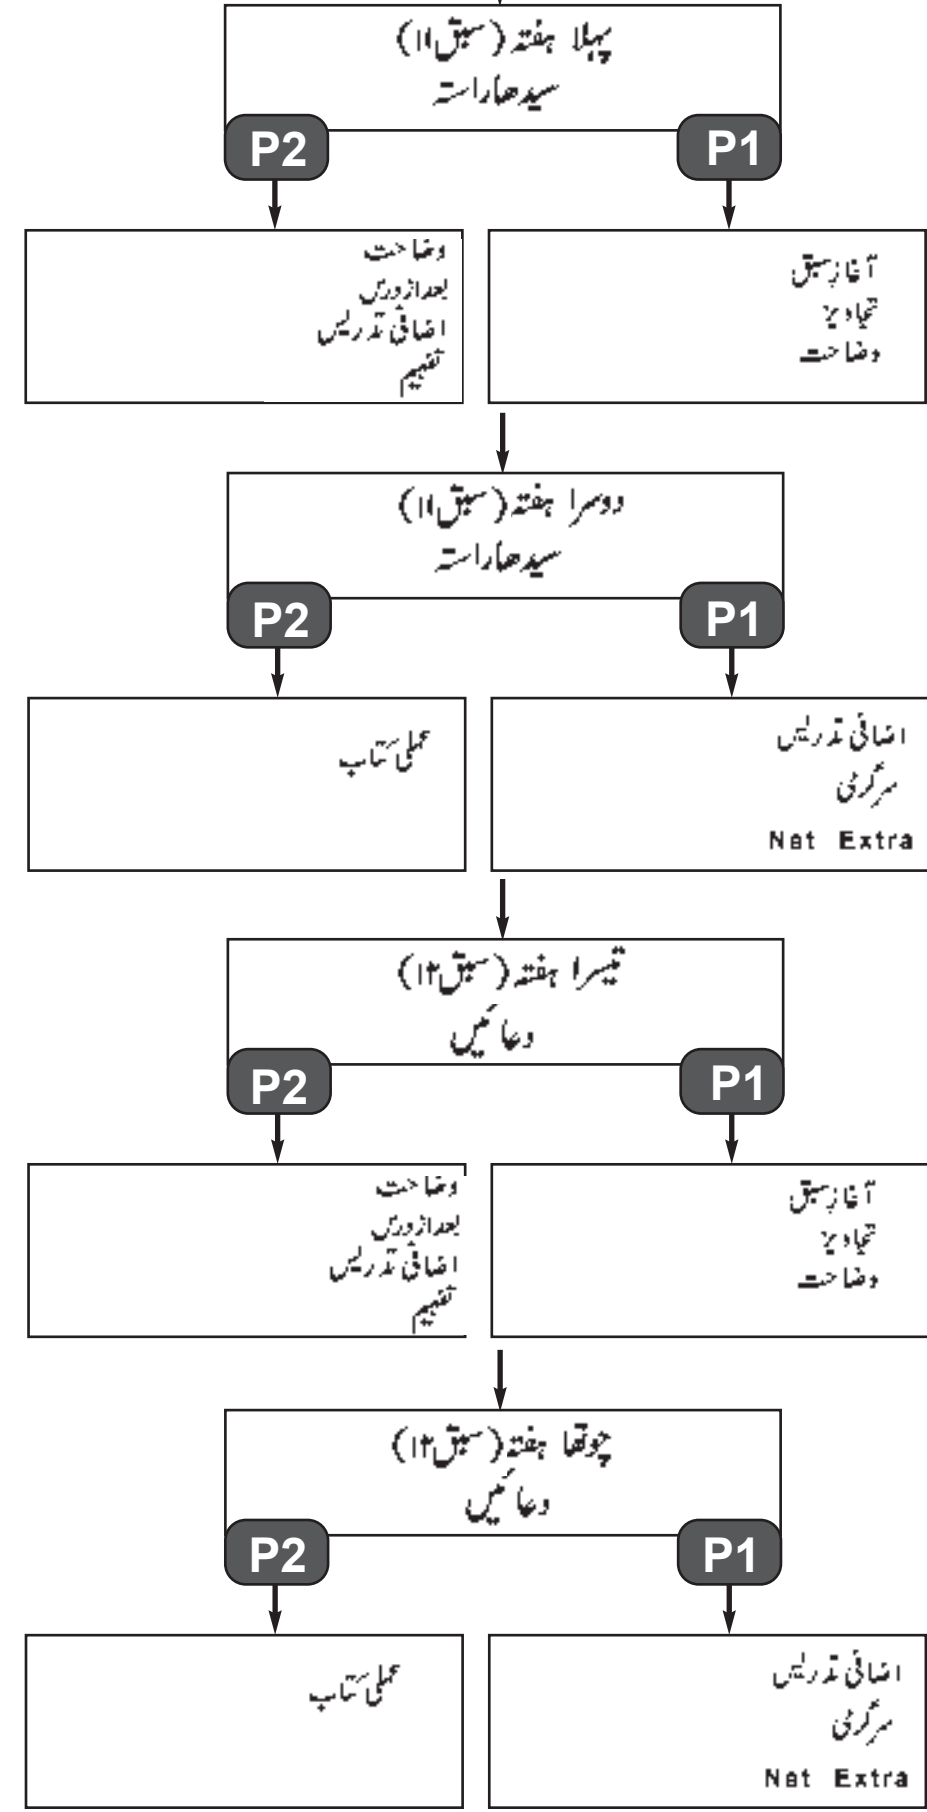 پہلا ہفتہ (سبق ۱۱)
سیدھا راستہ
P1
P2
آغازِ سبق
تجاویز
وضاحت
وضاحت
بعد از درس
اضافی تدریس
تفہیم
دوسرا ہفتہ (سبق ۱۱)
سیدھا راستہ
P1
P2
اضافی تدریس
سرگرمی
Net Extra
عملی کتاب
تیسرا ہفتہ (سبق ۱۲)
دعائیں
P1
P2
آغازِ سبق
تجاویز
وضاحت
وضاحت
بعد از درس
اضافی تدریس
تفہیم
چوتھا ہفتہ (سبق ۱۲)
دعائیں
P1
P2
اضافی تدریس
سرگرمی
Net Extra
عملی کتاب